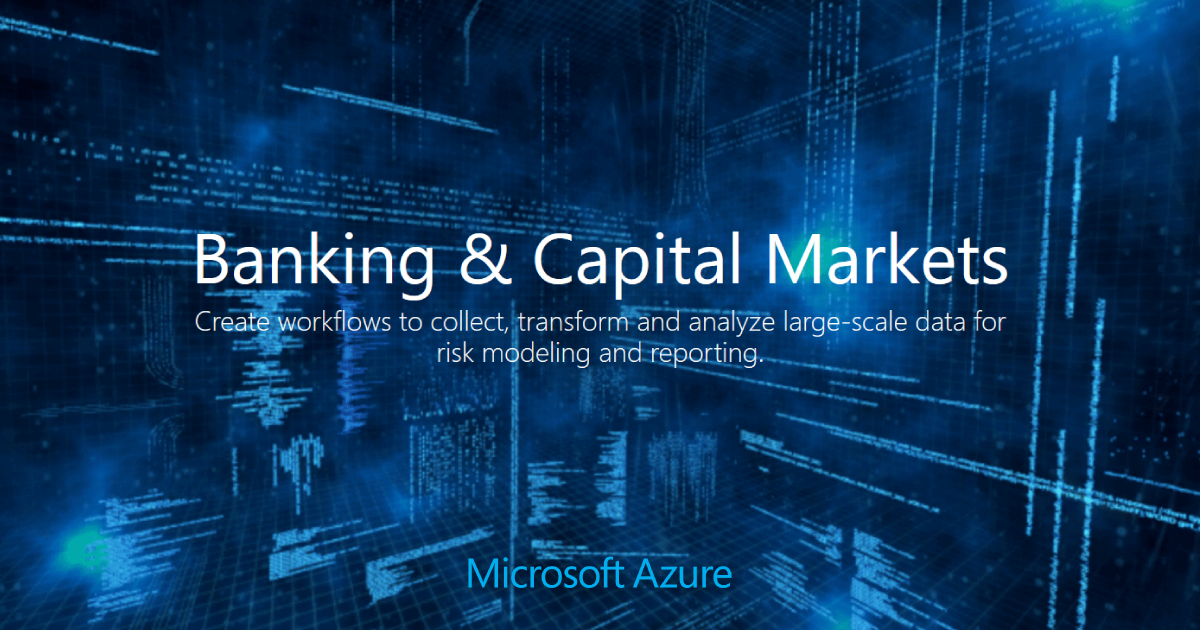 Banking & Capital Markets
Create workflows to collect, transform and analyze large-scale data for
risk modeling and reporting.
Microsoft Azure